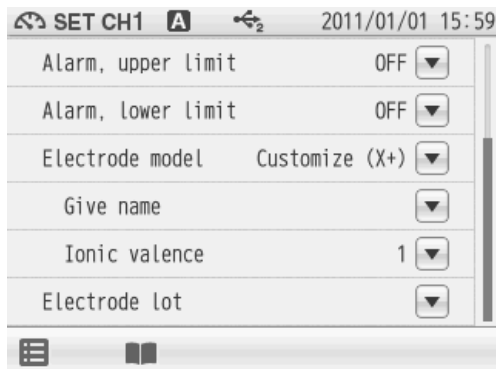 SET CH1 A 2 2011/01/01 15:59
Alarm, upper limit OFF
Alarm, lower limit OFF
Electrode model Customize (X+)
Give name
Ionic valence 1
Electrode lot